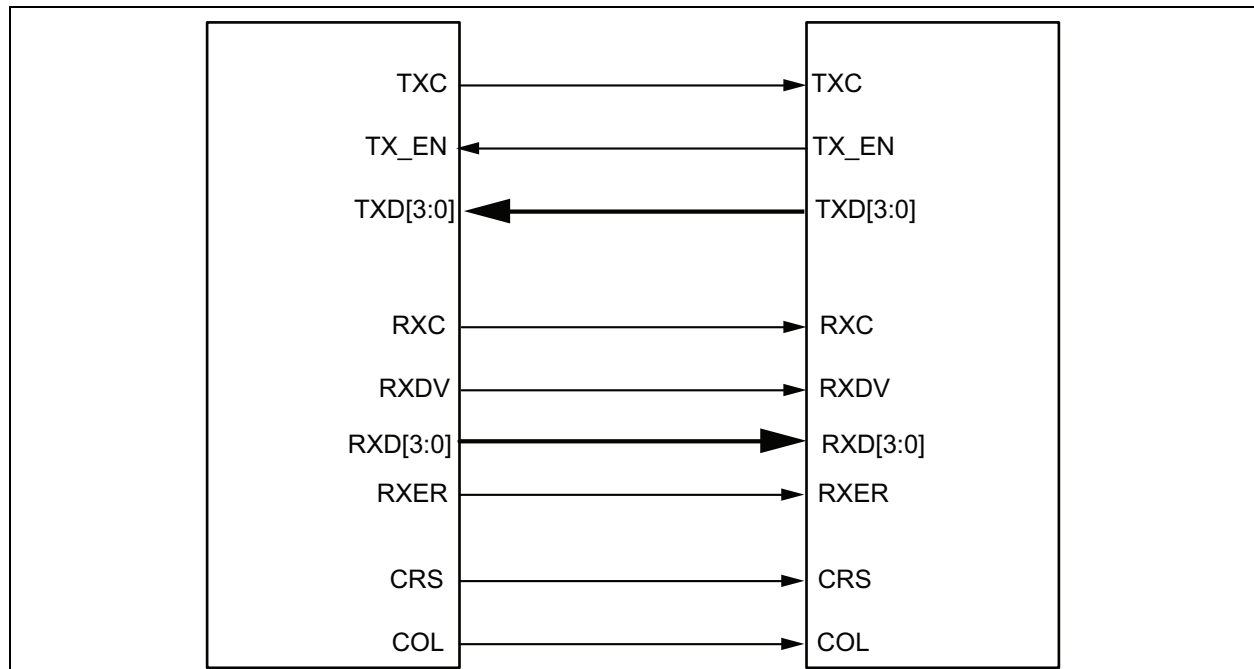 TXC TXC
TX_EN TX_EN
TXD[3:0] TXD[3:0]
RXC RXC
RXDV RXDV
RXD[3:0] RXD[3:0]
RXER RXER
CRS CRS
COL COL